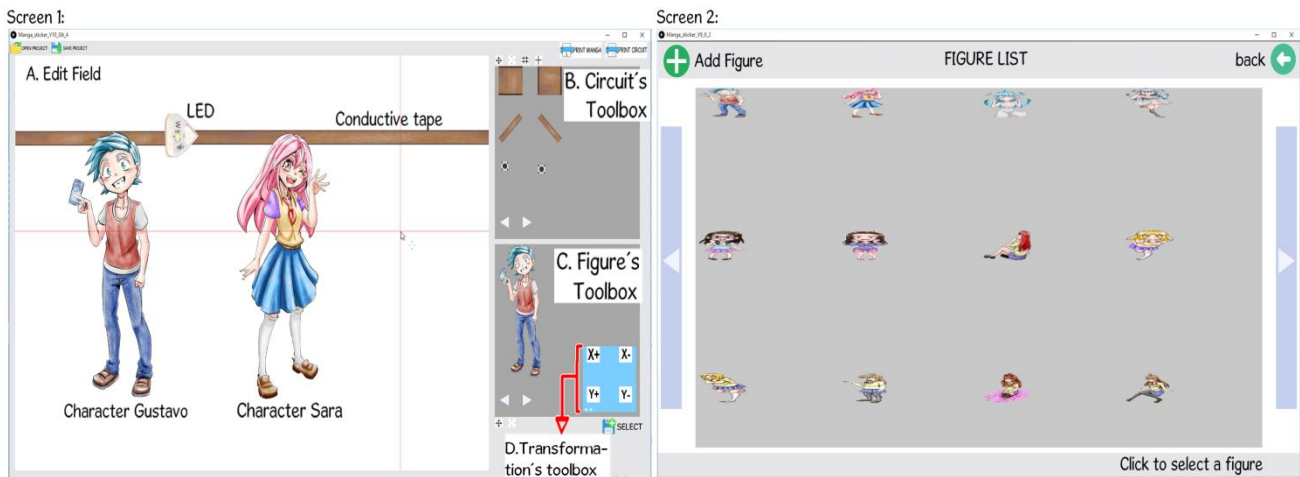 Screen 1:
Manga_sticker_V10_Git_4
OPEN PROJECT SAVE PROJECT
PRINT MANGA PRINT CIRCUIT
A. Edit Field
LED
Conductive tape
Character Gustavo
Character Sara
B. Circuit´s
Toolbox
C. Figure´s
Toolbox
X+ X-
Y+ Y-
SELECT
D.Transforma-
tion´s toolbox
Screen 2:
Manga_sticker_V9_6_2
Add Figure
FIGURE LIST
back
Click to select a figure